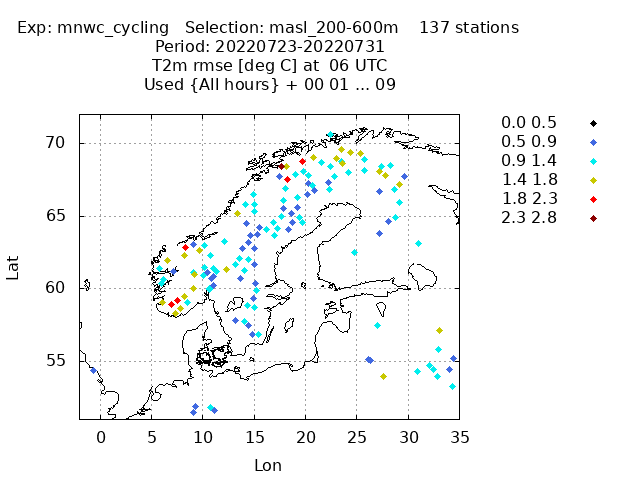 Exp: mnwc_cycling   Selection: masl_200-600m    137 stations
Period: 20220723-20220731
T2m rmse [deg C] at  06 UTC
Used {All hours} + 00 01 ... 09
0.0 0.5
0.5 0.9
0.9 1.4
1.4 1.8
1.8 2.3
2.3 2.8
70
65
60
55
Lat
0 5 10 15 20 25 30 35
Lon